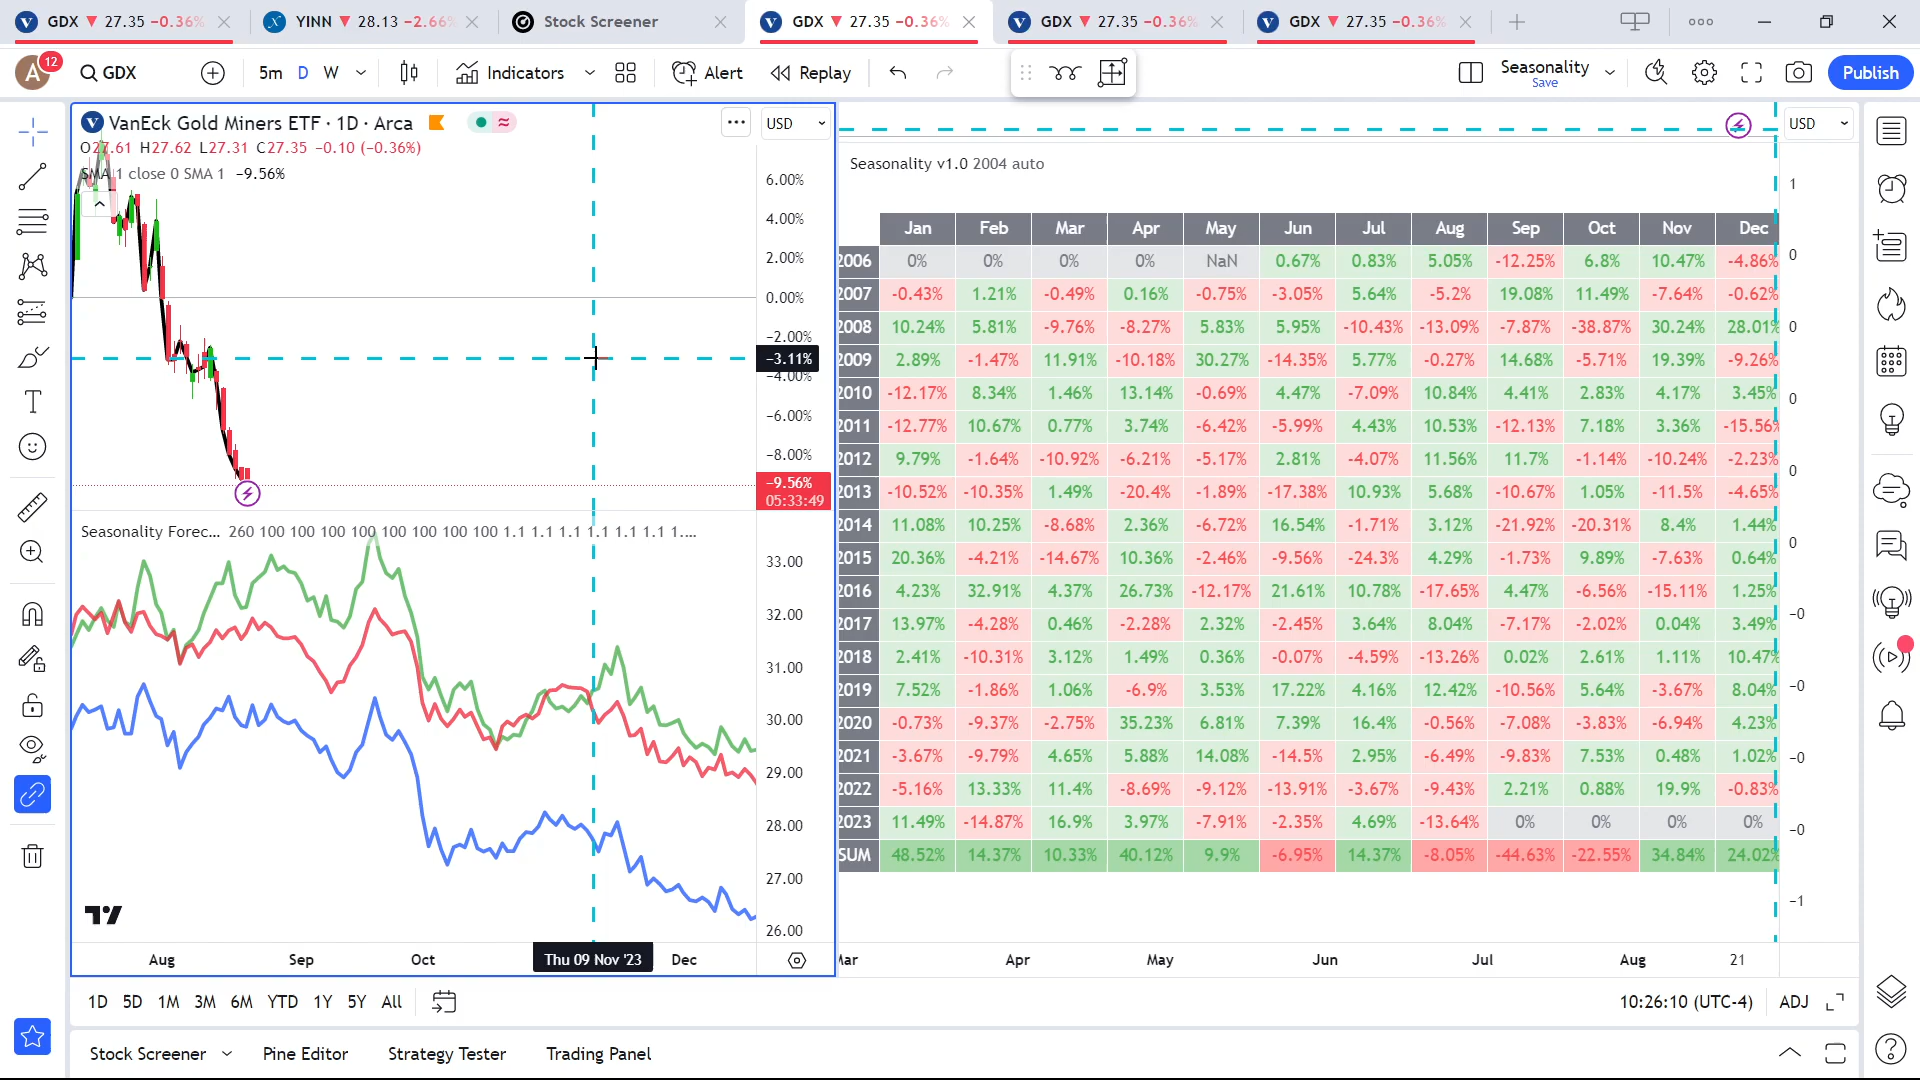 GDX ▼ 27.35 -0.36%
YINN ▼ 28.13 -2.66%
Stock Screener
GDX ▼ 27.35 -0.36%
GDX ▼ 27.35 -0.36%
GDX ▼ 27.35 -0.36%
A 12 GDX 5m D W Indicators Alert Replay Seasonality Save Publish
VanEck Gold Miners ETF · 1D · Arca USD
O27.61 H27.62 L27.31 C27.35 −0.10 (−0.36%)
SMA 1 close 0 SMA 1 −9.56%
6.00%
4.00%
2.00%
0.00%
−2.00%
−3.11%
−4.00%
−6.00%
−8.00%
−9.56%
05:33:49
Seasonality Forec... 260 100 100 100 100 100 100 100 100 1.1 1.1 1.1 1.1 1.1 1.1 1....
33.00
32.00
31.00
30.00
29.00
28.00
27.00
26.00
Aug Sep Oct Thu 09 Nov '23 Dec
USD
Seasonality v1.0 2004 auto
Jan Feb Mar Apr May Jun Jul Aug Sep Oct Nov Dec
2006 0% 0% 0% 0% NaN 0.67% 0.83% 5.05% -12.25% 6.8% 10.47% -4.86%
2007 -0.43% 1.21% -0.49% 0.16% -0.75% -3.05% 5.64% -5.2% 19.08% 11.49% -7.64% -0.62%
2008 10.24% 5.81% -9.76% -8.27% 5.83% 5.95% -10.43% -13.09% -7.87% -38.87% 30.24% 28.01%
2009 2.89% -1.47% 11.91% -10.18% 30.27% -14.35% 5.77% -0.27% 14.68% -5.71% 19.39% -9.26%
2010 -12.17% 8.34% 1.46% 13.14% -0.69% 4.47% -7.09% 10.84% 4.41% 2.83% 4.17% 3.45%
2011 -12.77% 10.67% 0.77% 3.74% -6.42% -5.99% 4.43% 10.53% -12.13% 7.18% 3.36% -15.56%
2012 9.79% -1.64% -10.92% -6.21% -5.17% 2.81% -4.07% 11.56% 11.7% -1.14% -10.24% -2.23%
2013 -10.52% -10.35% 1.49% -20.4% -1.89% -17.38% 10.93% 5.68% -10.67% 1.05% -11.5% -4.65%
2014 11.08% 10.25% -8.68% 2.36% -6.72% 16.54% -1.71% 3.12% -21.92% -20.31% 8.4% 1.44%
2015 20.36% -4.21% -14.67% 10.36% -2.46% -9.56% -24.3% 4.29% -1.73% 9.89% -7.63% 0.64%
2016 4.23% 32.91% 4.37% 26.73% -12.17% 21.61% 10.78% -17.65% 4.47% -6.56% -15.11% 1.25%
2017 13.97% -4.28% 0.46% -2.28% 2.32% -2.45% 3.64% 8.04% -7.17% -2.02% 0.04% 3.49%
2018 2.41% -10.31% 3.12% 1.49% 0.36% -0.07% -4.59% -13.26% 0.02% 2.61% 1.11% 10.47%
2019 7.52% -1.86% 1.06% -6.9% 3.53% 17.22% 4.16% 12.42% -10.56% 5.64% -3.67% 8.04%
2020 -0.73% -9.37% -2.75% 35.23% 6.81% 7.39% 16.4% -0.56% -7.08% -3.83% -6.94% 4.23%
2021 -3.67% -9.79% 4.65% 5.88% 14.08% -14.5% 2.95% -6.49% -9.83% 7.53% 0.48% 1.02%
2022 -5.16% 13.33% 11.4% -8.69% -9.12% -13.91% -3.67% -9.43% 2.21% 0.88% 19.9% -0.83%
2023 11.49% -14.87% 16.9% 3.97% -7.91% -2.35% 4.69% -13.64% 0% 0% 0% 0%
SUM 48.52% 14.37% 10.33% 40.12% 9.9% -6.95% 14.37% -8.05% -44.63% -22.55% 34.84% 24.02%
1
0
0
0
0
0
−0
−0
−0
−0
−1
Mar Apr May Jun Jul Aug 21
1D 5D 1M 3M 6M YTD 1Y 5Y All 10:26:10 (UTC-4) ADJ
Stock Screener Pine Editor Strategy Tester Trading Panel